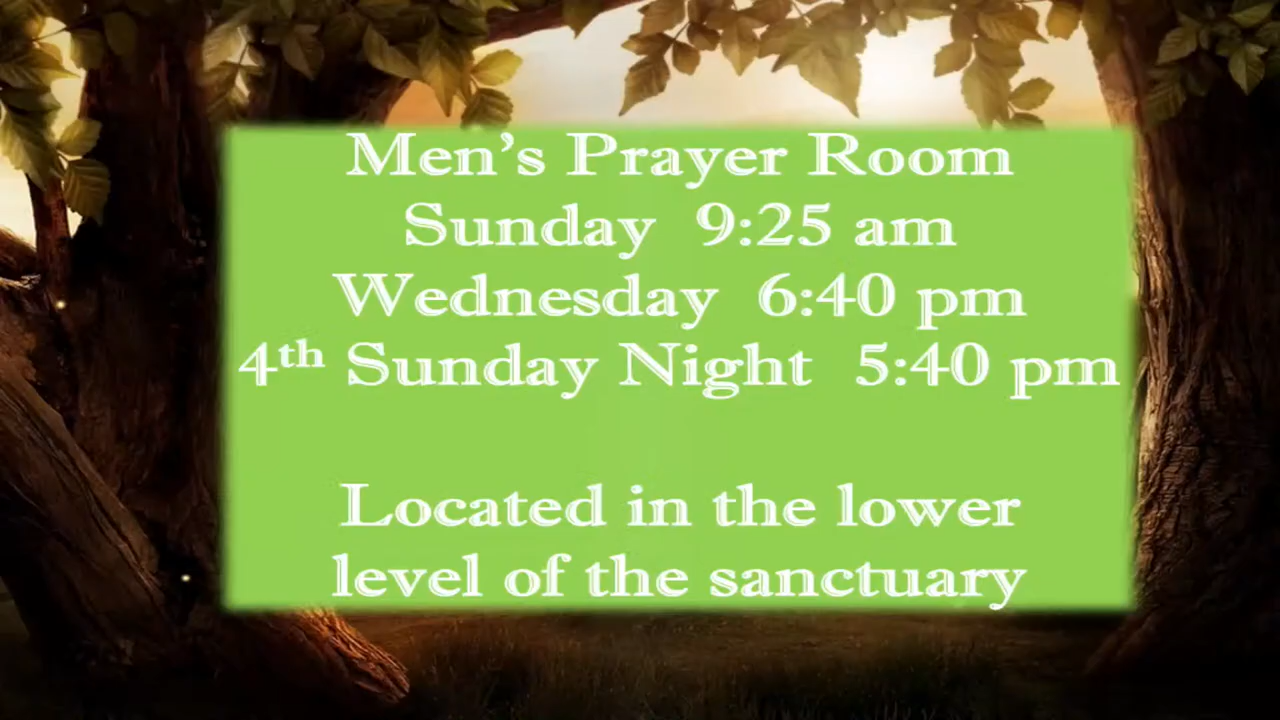 Men’s Prayer Room
Sunday 9:25 am
Wednesday 6:40 pm
4th Sunday Night 5:40 pm
Located in the lower
level of the sanctuary